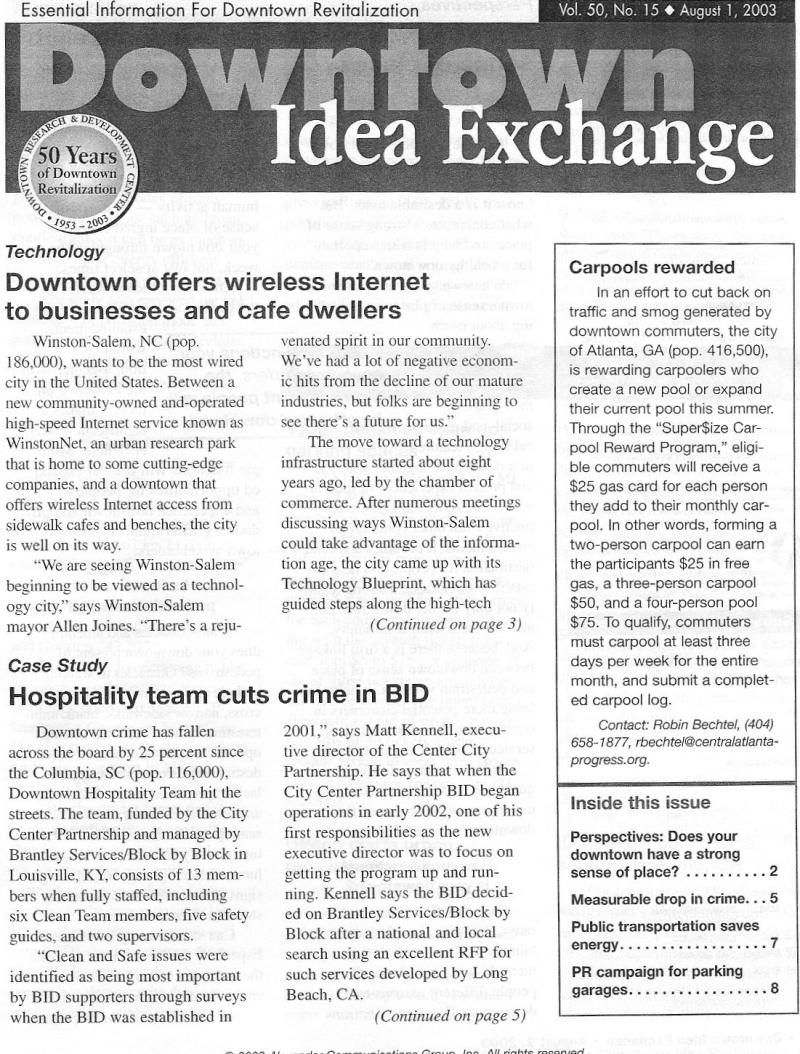 Essential Information For Downtown Revitalization
Vol. 50, No. 15 ◆ August 1, 2003
Downtown
Idea Exchange
DOWNTOWN RESEARCH & DEVELOPMENT CENTER
50 Years
of Downtown
Revitalization
• 1953 – 2003 •
Technology
Downtown offers wireless Internet
to businesses and cafe dwellers
Winston-Salem, NC (pop.
186,000), wants to be the most wired
city in the United States. Between a
new community-owned and-operated
high-speed Internet service known as
WinstonNet, an urban research park
that is home to some cutting-edge
companies, and a downtown that
offers wireless Internet access from
sidewalk cafes and benches, the city
is well on its way.
“We are seeing Winston-Salem
beginning to be viewed as a technol-
ogy city,” says Winston-Salem
mayor Allen Joines. “There’s a reju-
venated spirit in our community.
We’ve had a lot of negative econom-
ic hits from the decline of our mature
industries, but folks are beginning to
see there’s a future for us.”
The move toward a technology
infrastructure started about eight
years ago, led by the chamber of
commerce. After numerous meetings
discussing ways Winston-Salem
could take advantage of the informa-
tion age, the city came up with its
Technology Blueprint, which has
guided steps along the high-tech
(Continued on page 3)
Case Study
Hospitality team cuts crime in BID
Downtown crime has fallen
across the board by 25 percent since
the Columbia, SC (pop. 116,000),
Downtown Hospitality Team hit the
streets. The team, funded by the City
Center Partnership and managed by
Brantley Services/Block by Block in
Louisville, KY, consists of 13 mem-
bers when fully staffed, including
six Clean Team members, five safety
guides, and two supervisors.
“Clean and Safe issues were
identified as being most important
by BID supporters through surveys
when the BID was established in
2001,” says Matt Kennell, execu-
tive director of the Center City
Partnership. He says that when the
City Center Partnership BID began
operations in early 2002, one of his
first responsibilities as the new
executive director was to focus on
getting the program up and run-
ning. Kennell says the BID decid-
ed on Brantley Services/Block by
Block after a national and local
search using an excellent RFP for
such services developed by Long
Beach, CA.
(Continued on page 5)
Carpools rewarded
In an effort to cut back on
traffic and smog generated by
downtown commuters, the city
of Atlanta, GA (pop. 416,500),
is rewarding carpoolers who
create a new pool or expand
their current pool this summer.
Through the “Super$ize Car-
pool Reward Program,” eligi-
ble commuters will receive a
$25 gas card for each person
they add to their monthly car-
pool. In other words, forming a
two-person carpool can earn
the participants $25 in free
gas, a three-person carpool
$50, and a four-person pool
$75. To qualify, commuters
must carpool at least three
days per week for the entire
month, and submit a complet-
ed carpool log.
Contact: Robin Bechtel, (404)
658-1877, rbechtel@centralatlanta-
progress.org.
Inside this issue
Perspectives: Does your
downtown have a strong
sense of place? . . . . . . . . . . 2
Measurable drop in crime. . . 5
Public transportation saves
energy. . . . . . . . . . . . . . . . . . 7
PR campaign for parking
garages. . . . . . . . . . . . . . . . . 8
© 2003 Alexander Communications Group, Inc. All rights reserved.